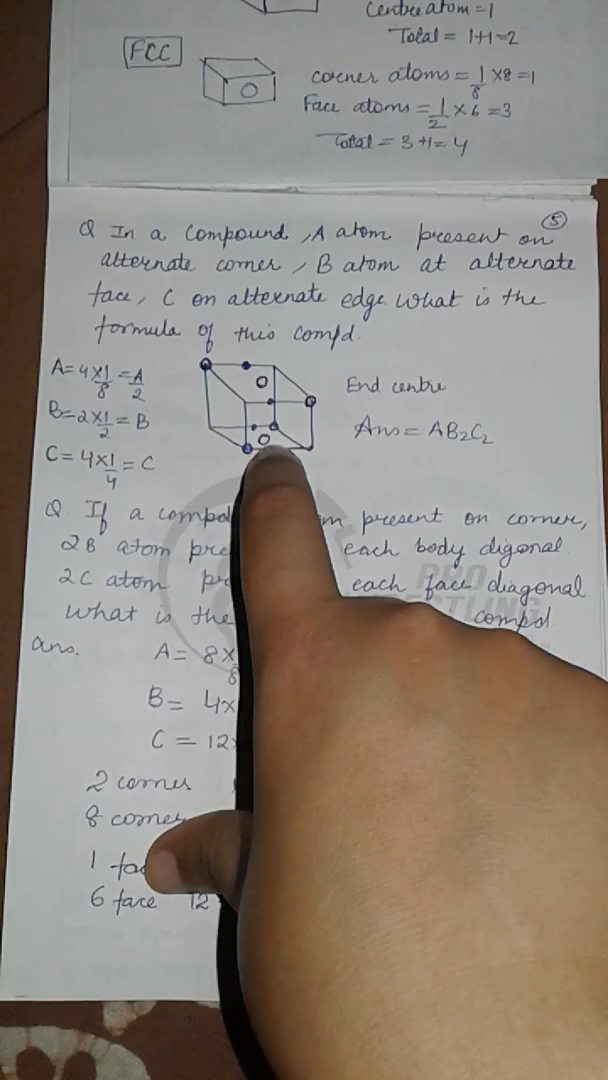 Centre atom = 1
Total = 1+1=2
FCC
corner atoms = 1/8 ×8=1
Face atoms = 1/2 × 6 =3
Total = 3+1=4
5
Q In a compound, A atom present on
alternate corner, B atom at alternate
face, C on alternate edge what is the
formula of this compd.
A=4×1/8=A/2
B=2×1/2=B
C=4×1/4=C
End centre
Ans = AB2C2
Q. If a compd present on corner,
2B atom each body digonal
2C atom each face diagonal
what is the compd
ans.
A= 8×
B= 4×
C = 12
2 corner
8 corner
1
6 face 12